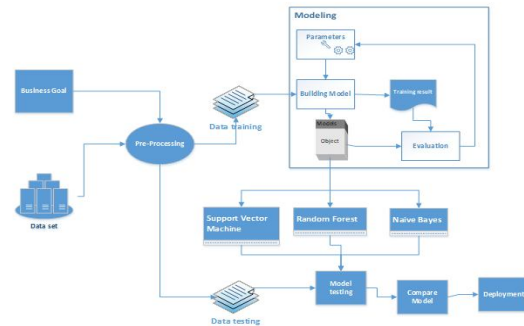 Modeling
Parameters
Business Goal
Building Model
Training result
Data training
Models
Object
Pre-Processing
Evaluation
Data set
Support Vector
Machine
Random Forest
Naive Bayes
Model
testing
Compare
Model
Deployment
Data testing